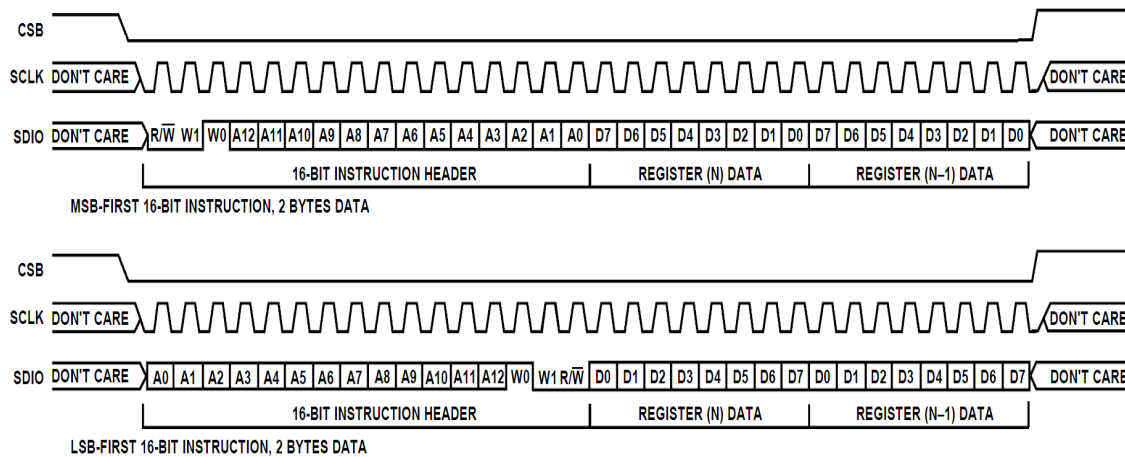 CSB
SCLK DON'T CARE DON'T CARE
SDIO DON'T CARE R/W̅ W1 W0 A12 A11 A10 A9 A8 A7 A6 A5 A4 A3 A2 A1 A0 D7 D6 D5 D4 D3 D2 D1 D0 D7 D6 D5 D4 D3 D2 D1 D0 DON'T CARE
16-BIT INSTRUCTION HEADER REGISTER (N) DATA REGISTER (N–1) DATA
MSB-FIRST 16-BIT INSTRUCTION, 2 BYTES DATA
CSB
SCLK DON'T CARE DON'T CARE
SDIO DON'T CARE A0 A1 A2 A3 A4 A5 A6 A7 A8 A9 A10 A11 A12 W0 W1 R/W̅ D0 D1 D2 D3 D4 D5 D6 D7 D0 D1 D2 D3 D4 D5 D6 D7 DON'T CARE
16-BIT INSTRUCTION HEADER REGISTER (N) DATA REGISTER (N–1) DATA
LSB-FIRST 16-BIT INSTRUCTION, 2 BYTES DATA